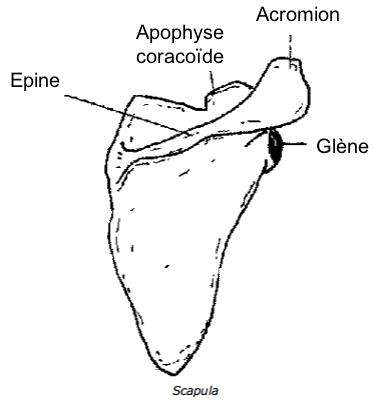 Acromion
Apophyse
coracoïde
Epine
Glène
Scapula